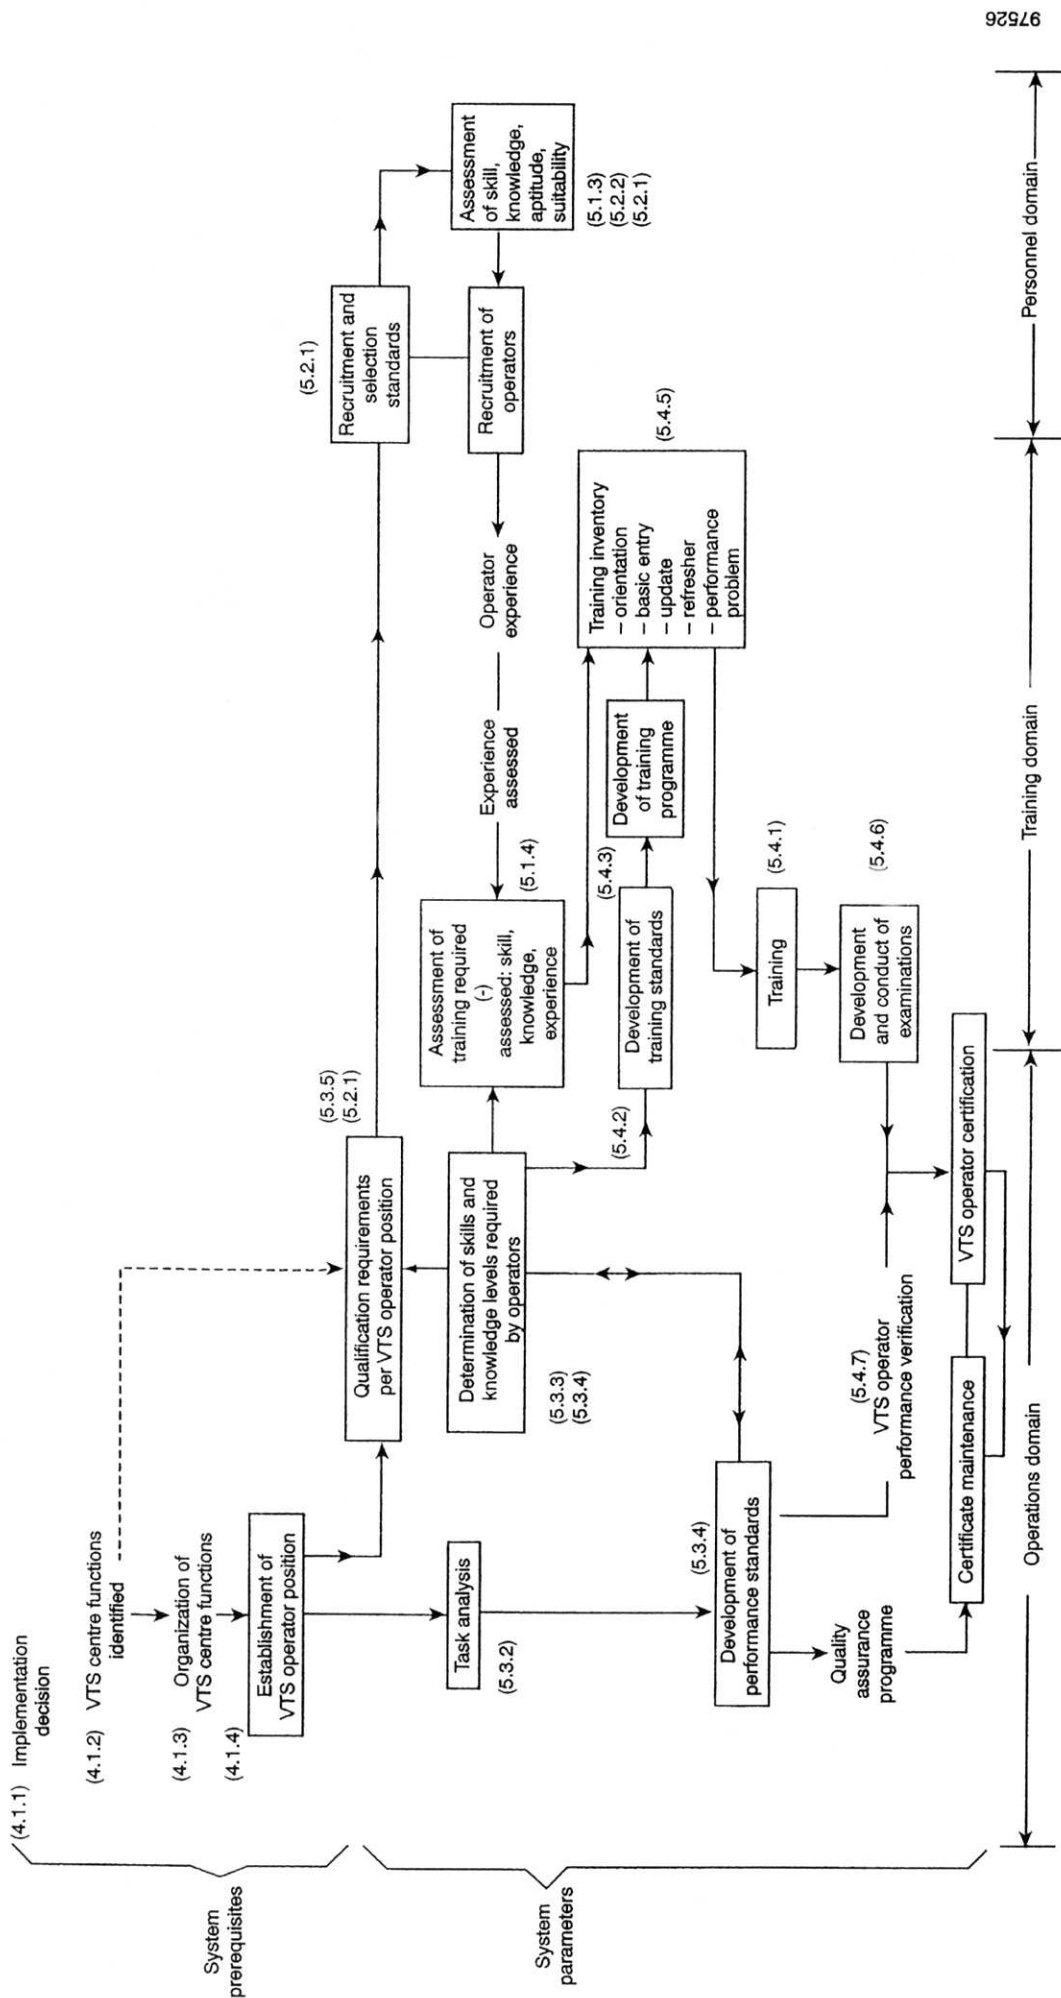 (4.1.1) Implementation
decision
(4.1.2) VTS centre functions
identified
(4.1.3) Organization of
VTS centre functions
(4.1.4)
Establishment of
VTS operator position
System
prerequisites
(5.2.1)
Recruitment and
selection
standards
Assessment
of skill,
knowledge,
aptitude,
suitability
(5.1.3)
(5.2.2)
(5.2.1)
(5.3.5)
(5.2.1)
Qualification requirements
per VTS operator position
Recruitment of
operators
Operator
experience
Experience
assessed
Assessment of
training required
(-)
assessed: skill,
knowledge,
experience
(5.1.4)
Determination of skills and
knowledge levels required
by operators
(5.3.3)
(5.3.4)
Task analysis
(5.3.2)
System
parameters
Training inventory
– orientation
– basic entry
– update
– refresher
– performance
problem
(5.4.5)
Development
of training
programme
(5.4.3)
Development of
training standards
(5.4.2)
(5.3.4)
Development of
performance standards
Training
(5.4.1)
Development
and conduct of
examinations
(5.4.6)
(5.4.7)
VTS operator
performance verification
Quality
assurance
programme
Certificate maintenance
VTS operator certification
Operations domain
Training domain
Personnel domain
97526